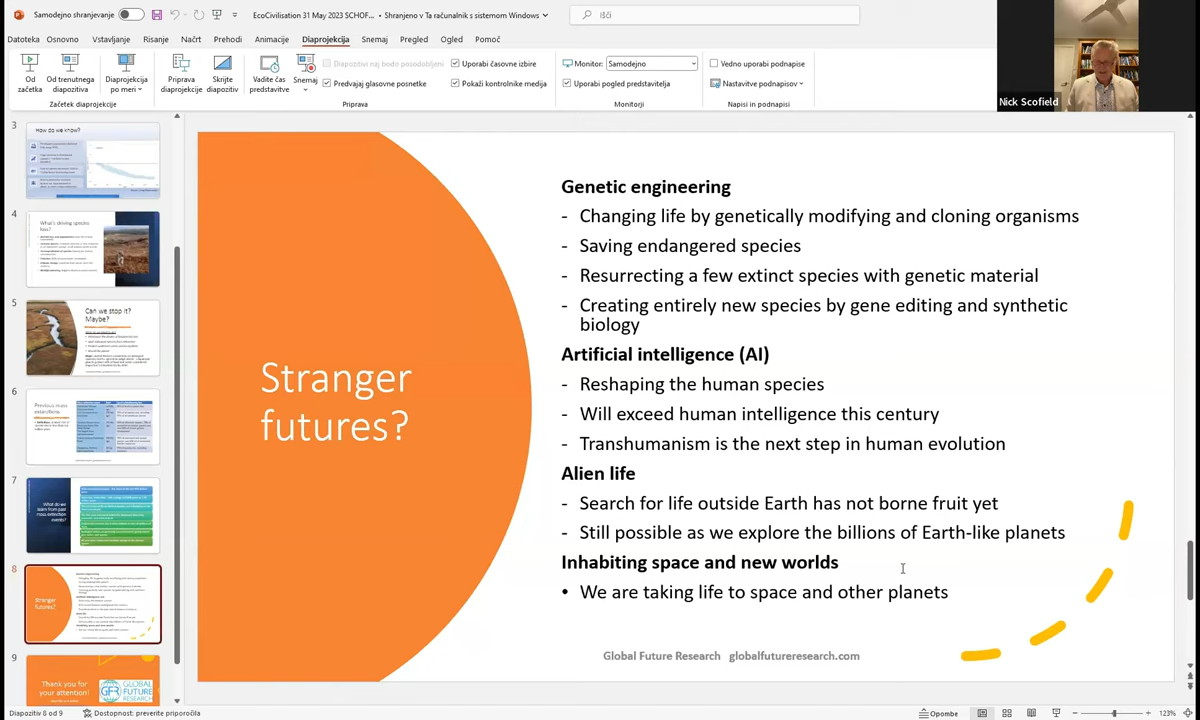 Samodejno shranjevanje
EcoCivilisation 31 May 2023 SCHOF... • Shranjeno v Ta računalnik s sistemom Windows
Išči
Datoteka Osnovno Vstavljanje Risanje Načrt Prehodi Animacije Diaprojekcija Snemaj Pregled Ogled Pomoč
Od začetka
Od trenutnega diapozitiva
Diaprojekcija po meri
Priprava diaprojekcije
Skrijte diapozitiv
Vadite čas predstavitve
Snemaj
Diapozitivi naj bodo posodobljeni
Predvajaj glasovne posnetke
Uporabi časovne izbire
Pokaži kontrolnike medija
Monitor: Samodejno
Uporabi pogled predstavitelja
Vedno uporabi podnapise
Nastavitve podnapisov
Začetek diaprojekcije
Priprava
Monitorji
Napisi in podnapisi
Nick Scofield
3
How do we know?
4
What's driving species loss?
5
Can we stop it? Maybe?
6
Previous mass extinctions
7
What do we learn from past mass extinction events?
8
Stranger futures?
9
Thank you for your attention!
GLOBAL FUTURE RESEARCH
Stranger
futures?
Genetic engineering
- Changing life by genetically modifying and cloning organisms
- Saving endangered species
- Resurrecting a few extinct species with genetic material
- Creating entirely new species by gene editing and synthetic
biology
Artificial intelligence (AI)
- Reshaping the human species
- Will exceed human intelligence this century
- Transhumanism is the next step in human evolution
Alien life
- Search for life outside Earth has not borne fruit yet
- Still possible as we explore the billions of Earth-like planets
Inhabiting space and new worlds
• We are taking life to space and other planets
Global Future Research globalfutureresearch.com
Diapozitiv 8 od 9
Dostopnost: preverite priporočila
Opombe
123%